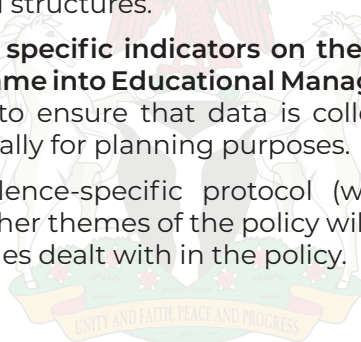 structures.
specific indicators on the
me into Educational Mana
to ensure that data is coll
ally for planning purposes.
lence-specific protocol (w
her themes of the policy wil
es dealt with in the policy.
UNITY AND FAITH, PEACE AND PROGRESS